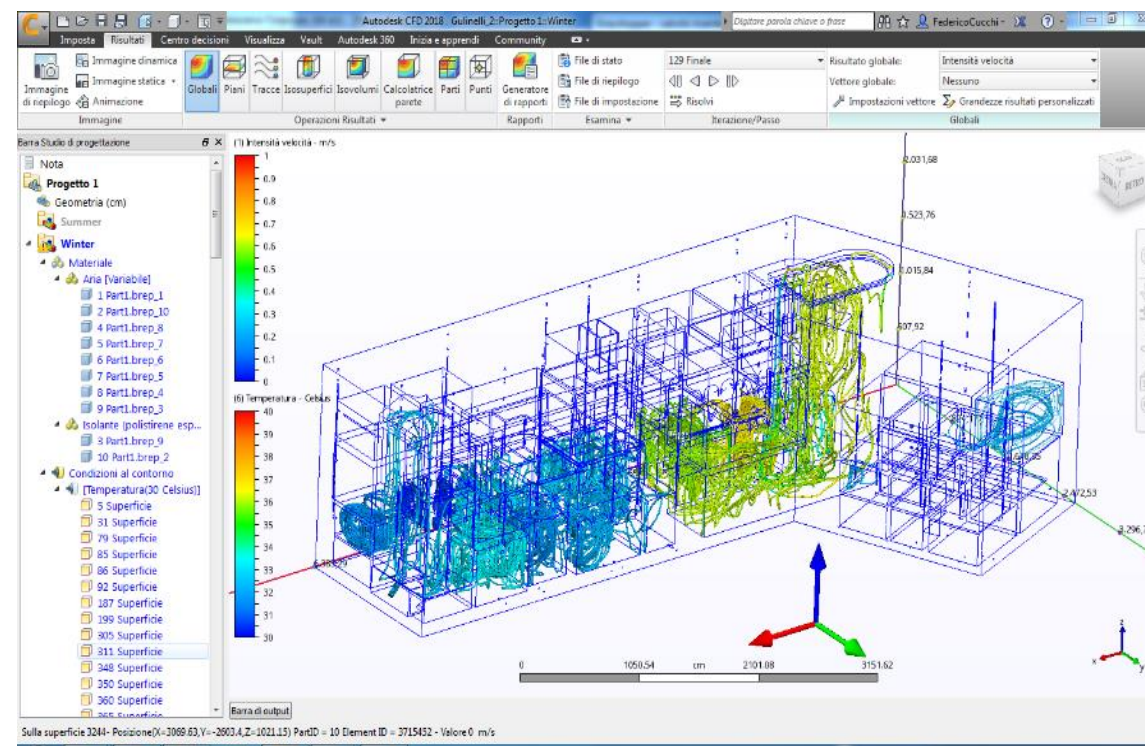 Autodesk CFD 2018 Gulinelli_2::Progetto 1::Winter
Digitare parola chiave o frase
FedericoCucchi
Imposta Risultati Centro decisioni Visualizza Vault Autodesk 360 Inizia e apprendi Community
Immagine di riepilogo
Immagine dinamica
Immagine statica
Animazione
Immagine
Globali Piani Tracce Isosuperfici Isovolumi Calcolatrice parete Parti Punti
Operazioni Risultati
Generatore di rapporti
Rapporti
File di stato
File di riepilogo
File di impostazione
Esamina
129 Finale
Risolvi
Iterazione/Passo
Risultato globale: Intensità velocità
Vettore globale: Nessuno
Impostazioni vettore Grandezze risultati personalizzati
Globali
Barra Studio di progettazione
Nota
Progetto 1
Geometria (cm)
Summer
Winter
Materiale
Aria [Variabile]
1 Part1.brep_1
2 Part1.brep_10
4 Part1.brep_8
5 Part1.brep_7
6 Part1.brep_6
7 Part1.brep_5
8 Part1.brep_4
9 Part1.brep_3
Isolante (polistirene esp...
3 Part1.brep_9
10 Part1.brep_2
Condizioni al contorno
[Temperatura(30 Celsius)]
5 Superficie
31 Superficie
79 Superficie
85 Superficie
86 Superficie
92 Superficie
187 Superficie
199 Superficie
305 Superficie
311 Superficie
348 Superficie
350 Superficie
360 Superficie
365 Superficie
(1) Intensità velocità - m/s
1
0.9
0.8
0.7
0.6
0.5
0.4
0.3
0.2
0.1
0
(6) Temperatura - Celsius
40
39
38
37
36
35
34
33
32
31
30
2.031,68
1.523,76
1.015,84
507,92
2.472,53
RETRO
0 1050.54 cm 2101.08 3151.62
z
x
y
Barra di output
Sulla superficie 3244- Posizione(X=3069.63,Y=-2603.4,Z=1021.15) PartID = 10 Element ID = 3715452 - Valore 0 m/s